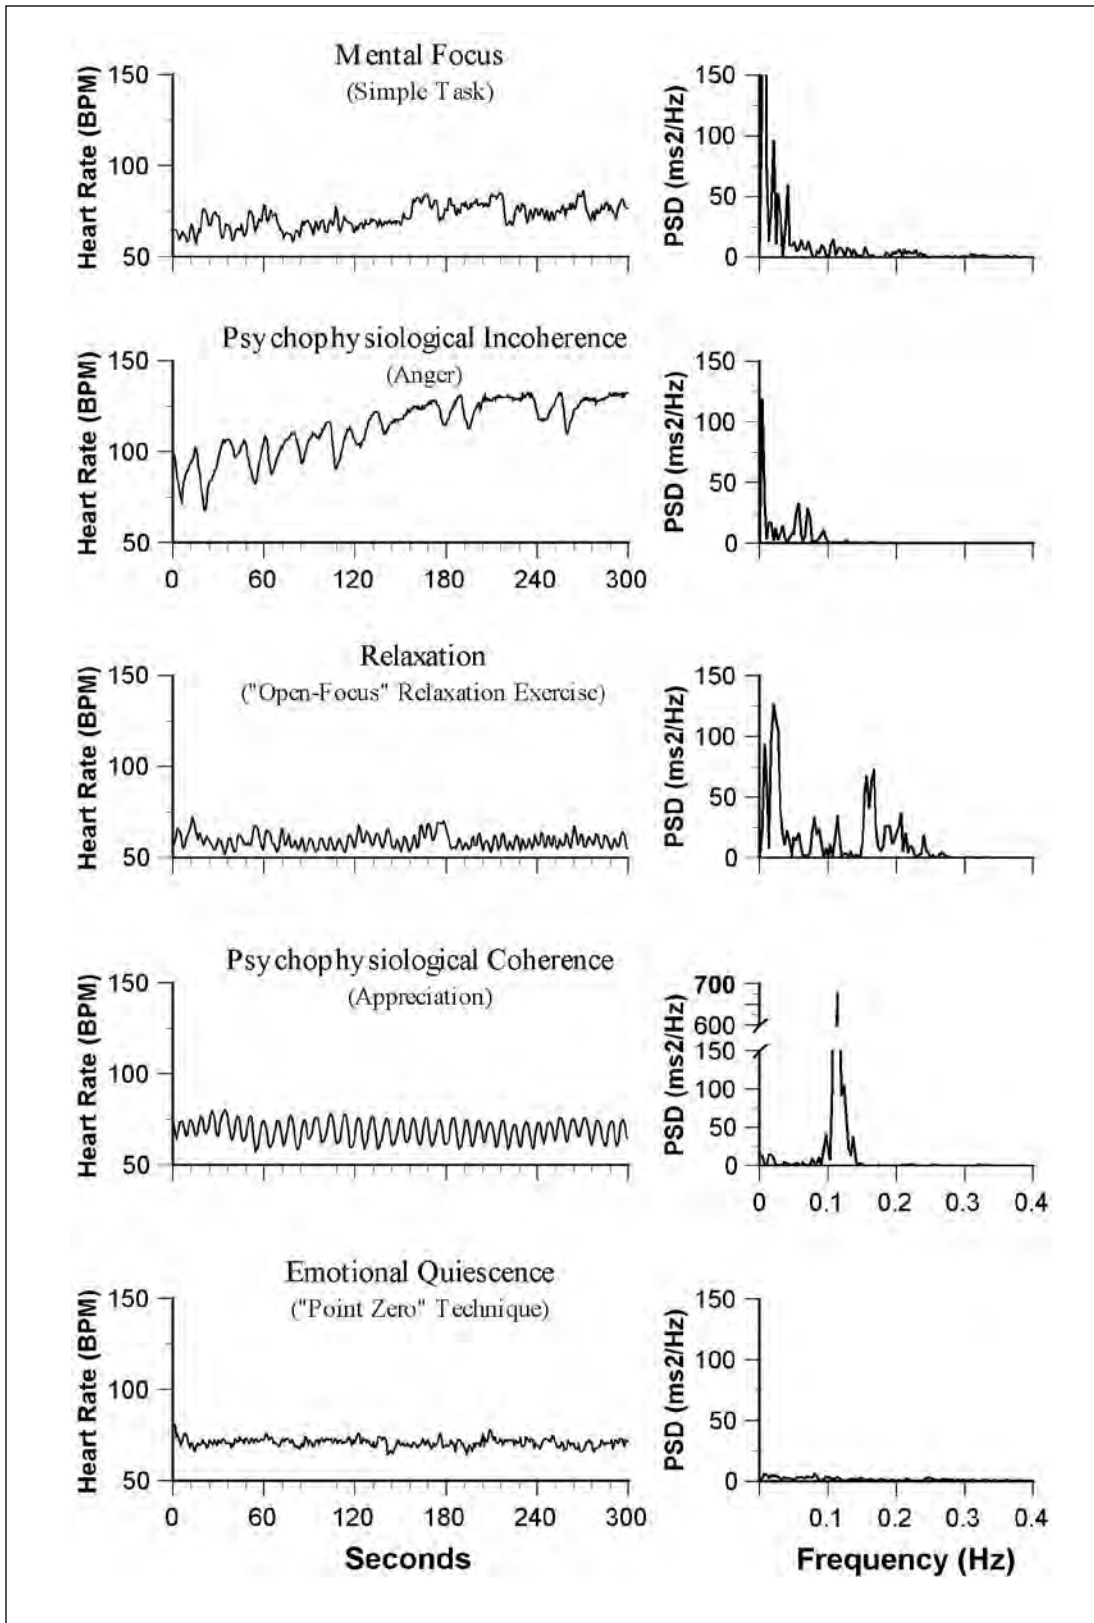 Mental Focus
(Simple Task)
Heart Rate (BPM)
150
100
50
PSD (ms2/Hz)
150
100
50
0
Psychophysiological Incoherence
(Anger)
Heart Rate (BPM)
150
100
50
0 60 120 180 240 300
PSD (ms2/Hz)
150
100
50
0
Relaxation
("Open-Focus" Relaxation Exercise)
Heart Rate (BPM)
150
100
50
PSD (ms2/Hz)
150
100
50
0
Psychophysiological Coherence
(Appreciation)
Heart Rate (BPM)
150
100
50
PSD (ms2/Hz)
700
600
150
100
50
0
0 0.1 0.2 0.3 0.4
Emotional Quiescence
("Point Zero" Technique)
Heart Rate (BPM)
150
100
50
0 60 120 180 240 300
Seconds
PSD (ms2/Hz)
150
100
50
0
0.1 0.2 0.3 0.4
Frequency (Hz)